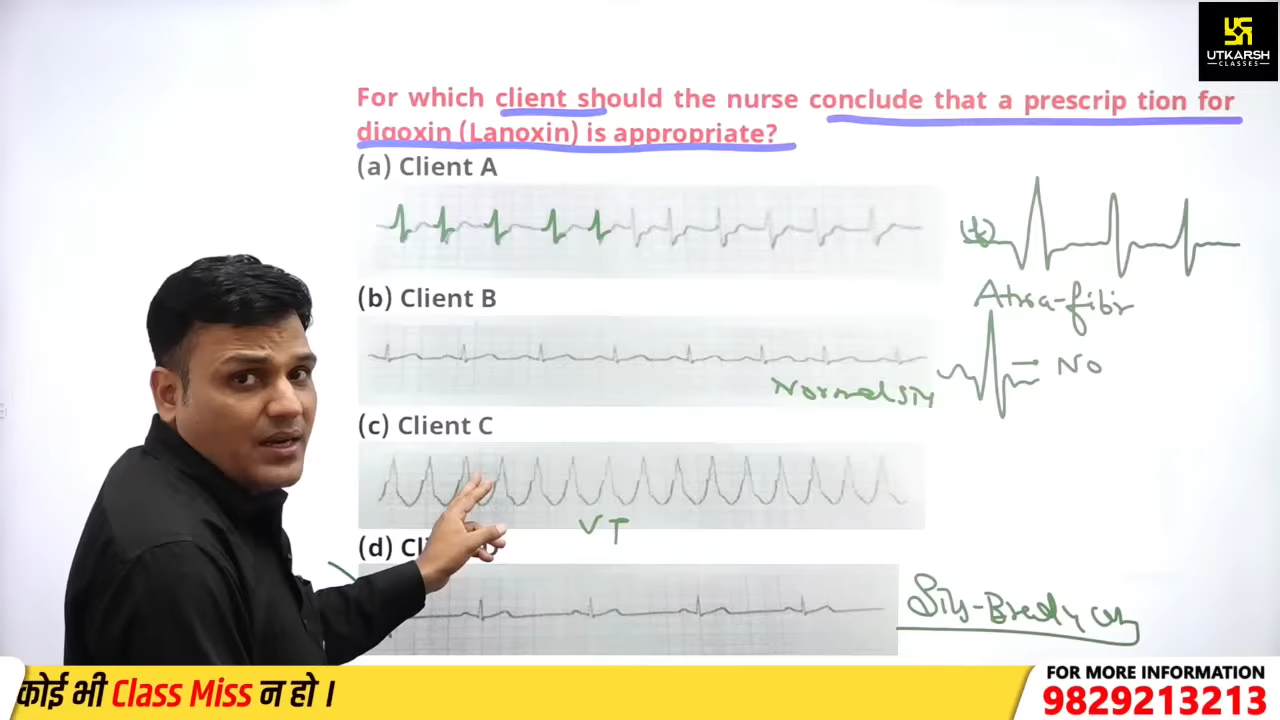 UTKARSH
CLASSES
For which client should the nurse conclude that a prescrip tion for
digoxin (Lanoxin) is appropriate?
(a) Client A
Atria-fibr
(b) Client B
No
(c) Client C
VT
(d) Cli D
कोई भी Class Miss न हो ।
FOR MORE INFORMATION
9829213213